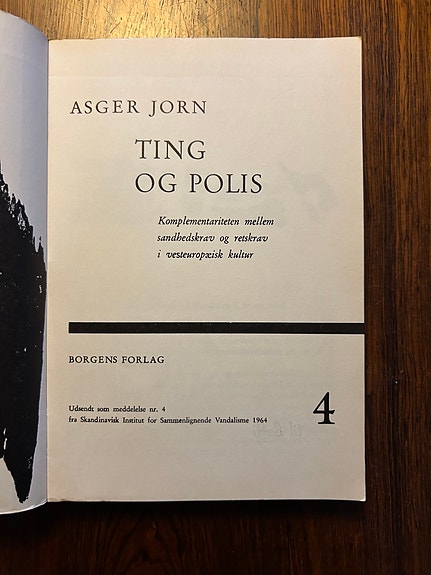 ASGER JORN
TING
OG POLIS
Komplementariteten mellem
sandhedskrav og retskrav
i vesteuropæisk kultur
BORGENS FORLAG
Udsendt som meddelelse nr. 4
fra Skandinavisk Institut for Sammenlignende Vandalisme 1964
4